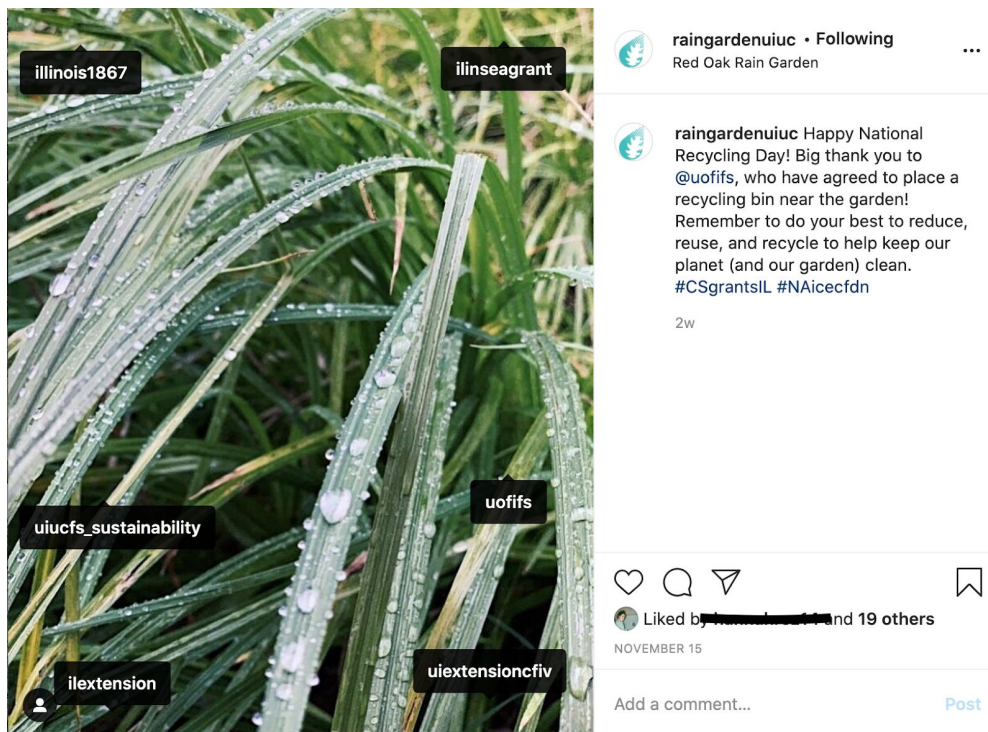 illinois1867
ilinseagrant
uofifs
uiucfs_sustainability
ilextension
uiextensioncfiv
raingardenuiuc • Following
Red Oak Rain Garden
raingardenuiuc Happy National
Recycling Day! Big thank you to
@uofifs, who have agreed to place a
recycling bin near the garden!
Remember to do your best to reduce,
reuse, and recycle to help keep our
planet (and our garden) clean.
#CSgrantsIL #NAicecfdn
2w
Liked by and 19 others
NOVEMBER 15
Add a comment... Post